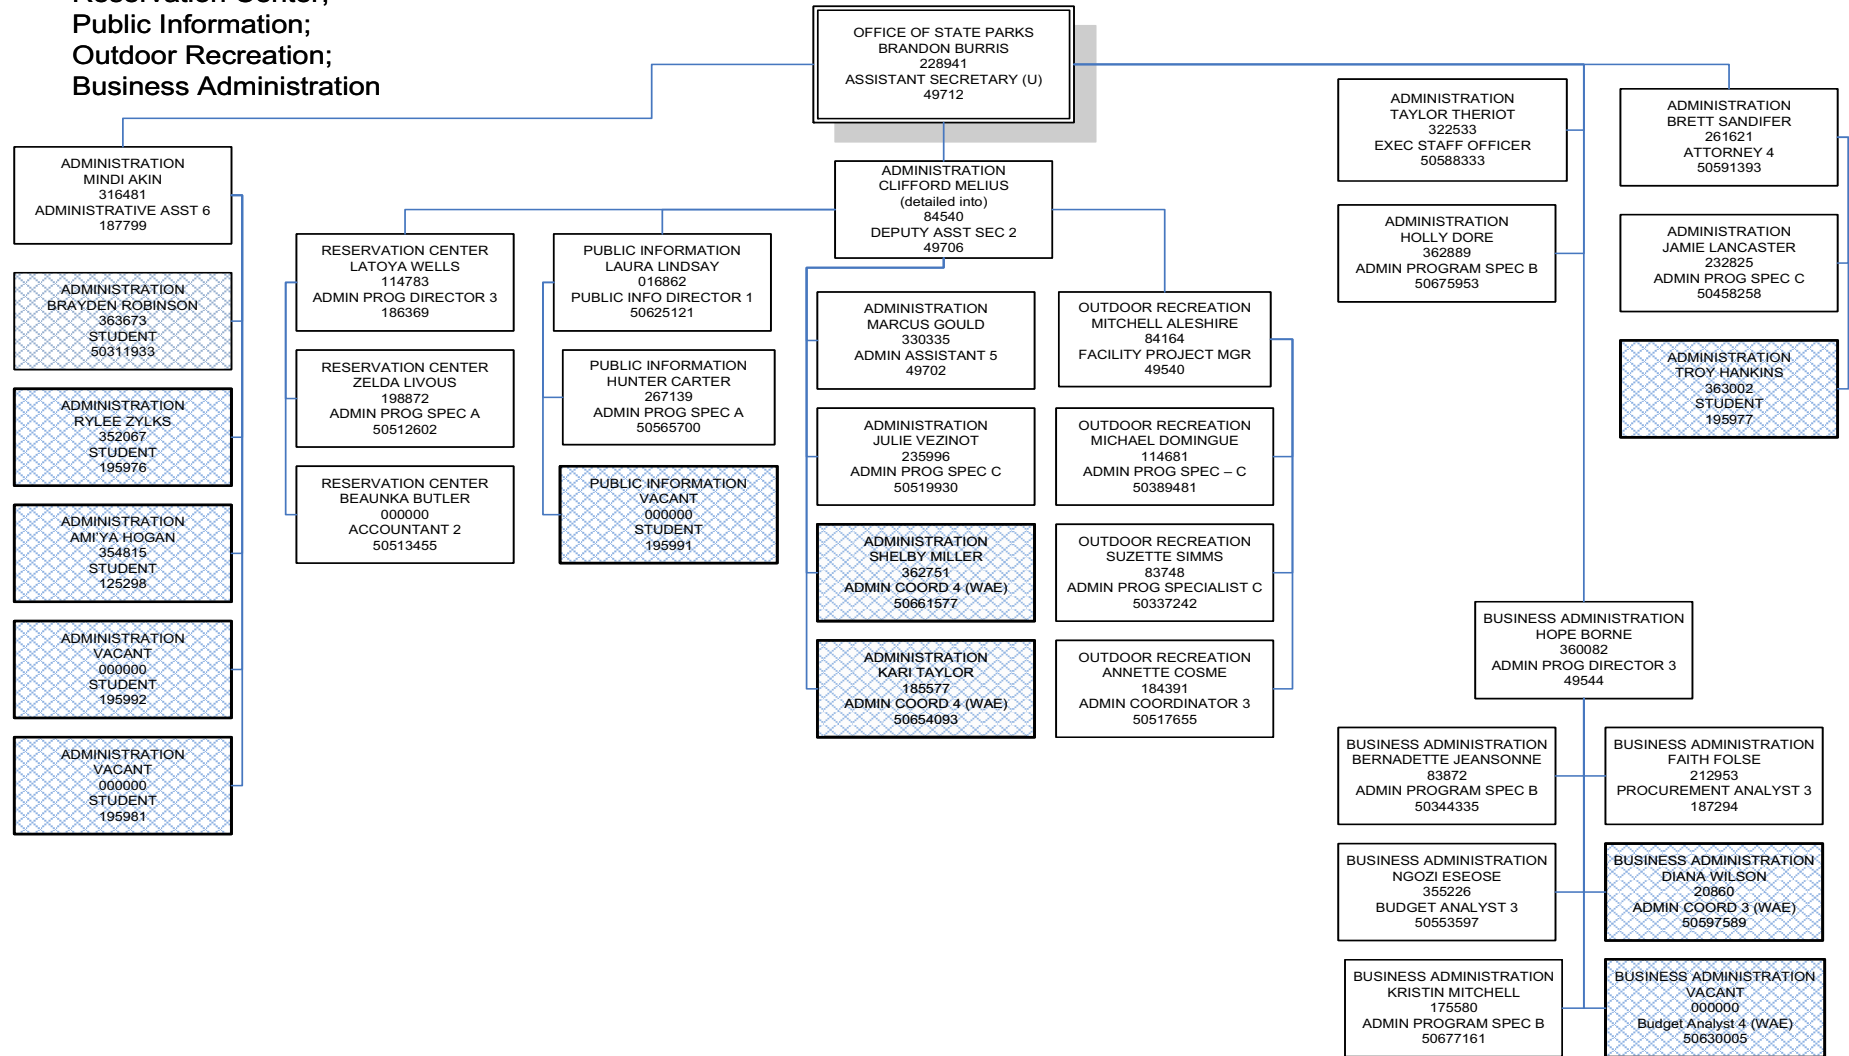 Reservation Center;
Public Information;
Outdoor Recreation;
Business Administration
OFFICE OF STATE PARKS
BRANDON BURRIS
228941
ASSISTANT SECRETARY (U)
49712
ADMINISTRATION
MINDI AKIN
316481
ADMINISTRATIVE ASST 6
187799
ADMINISTRATION
BRAYDEN ROBINSON
363673
STUDENT
50311933
ADMINISTRATION
RYLEE ZYLKS
352067
STUDENT
195976
ADMINISTRATION
AMI'YA HOGAN
354815
STUDENT
125298
ADMINISTRATION
VACANT
000000
STUDENT
195992
ADMINISTRATION
VACANT
000000
STUDENT
195981
ADMINISTRATION
CLIFFORD MELIUS
(detailed into)
84540
DEPUTY ASST SEC 2
49706
RESERVATION CENTER
LATOYA WELLS
114783
ADMIN PROG DIRECTOR 3
186369
RESERVATION CENTER
ZELDA LIVOUS
198872
ADMIN PROG SPEC A
50512602
RESERVATION CENTER
BEAUNKA BUTLER
000000
ACCOUNTANT 2
50513455
PUBLIC INFORMATION
LAURA LINDSAY
016862
PUBLIC INFO DIRECTOR 1
50625121
PUBLIC INFORMATION
HUNTER CARTER
267139
ADMIN PROG SPEC A
50565700
PUBLIC INFORMATION
VACANT
000000
STUDENT
195991
ADMINISTRATION
MARCUS GOULD
330335
ADMIN ASSISTANT 5
49702
ADMINISTRATION
JULIE VEZINOT
235996
ADMIN PROG SPEC C
50519930
ADMINISTRATION
SHELBY MILLER
362751
ADMIN COORD 4 (WAE)
50661577
ADMINISTRATION
KARI TAYLOR
185577
ADMIN COORD 4 (WAE)
50654093
OUTDOOR RECREATION
MITCHELL ALESHIRE
84164
FACILITY PROJECT MGR
49540
OUTDOOR RECREATION
MICHAEL DOMINGUE
114681
ADMIN PROG SPEC – C
50389481
OUTDOOR RECREATION
SUZETTE SIMMS
83748
ADMIN PROG SPECIALIST C
50337242
OUTDOOR RECREATION
ANNETTE COSME
184391
ADMIN COORDINATOR 3
50517655
ADMINISTRATION
TAYLOR THERIOT
322533
EXEC STAFF OFFICER
50588333
ADMINISTRATION
HOLLY DORE
362889
ADMIN PROGRAM SPEC B
50675953
ADMINISTRATION
BRETT SANDIFER
261621
ATTORNEY 4
50591393
ADMINISTRATION
JAMIE LANCASTER
232825
ADMIN PROG SPEC C
50458258
ADMINISTRATION
TROY HANKINS
363002
STUDENT
195977
BUSINESS ADMINISTRATION
HOPE BORNE
360082
ADMIN PROG DIRECTOR 3
49544
BUSINESS ADMINISTRATION
BERNADETTE JEANSONNE
83872
ADMIN PROGRAM SPEC B
50344335
BUSINESS ADMINISTRATION
FAITH FOLSE
212953
PROCUREMENT ANALYST 3
187294
BUSINESS ADMINISTRATION
NGOZI ESEOSE
355226
BUDGET ANALYST 3
50553597
BUSINESS ADMINISTRATION
DIANA WILSON
20860
ADMIN COORD 3 (WAE)
50597589
BUSINESS ADMINISTRATION
KRISTIN MITCHELL
175580
ADMIN PROGRAM SPEC B
50677161
BUSINESS ADMINISTRATION
VACANT
000000
Budget Analyst 4 (WAE)
50630005